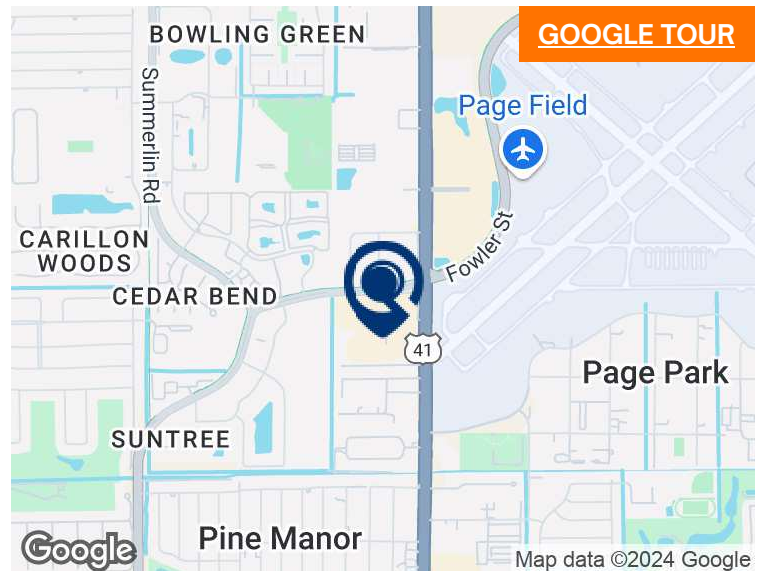 BOWLING GREEN
GOOGLE TOUR
Summerlin Rd
Page Field
CARILLON
WOODS
Fowler St
CEDAR BEND
41
Page Park
SUNTREE
Pine Manor
Google
Map data ©2024 Google